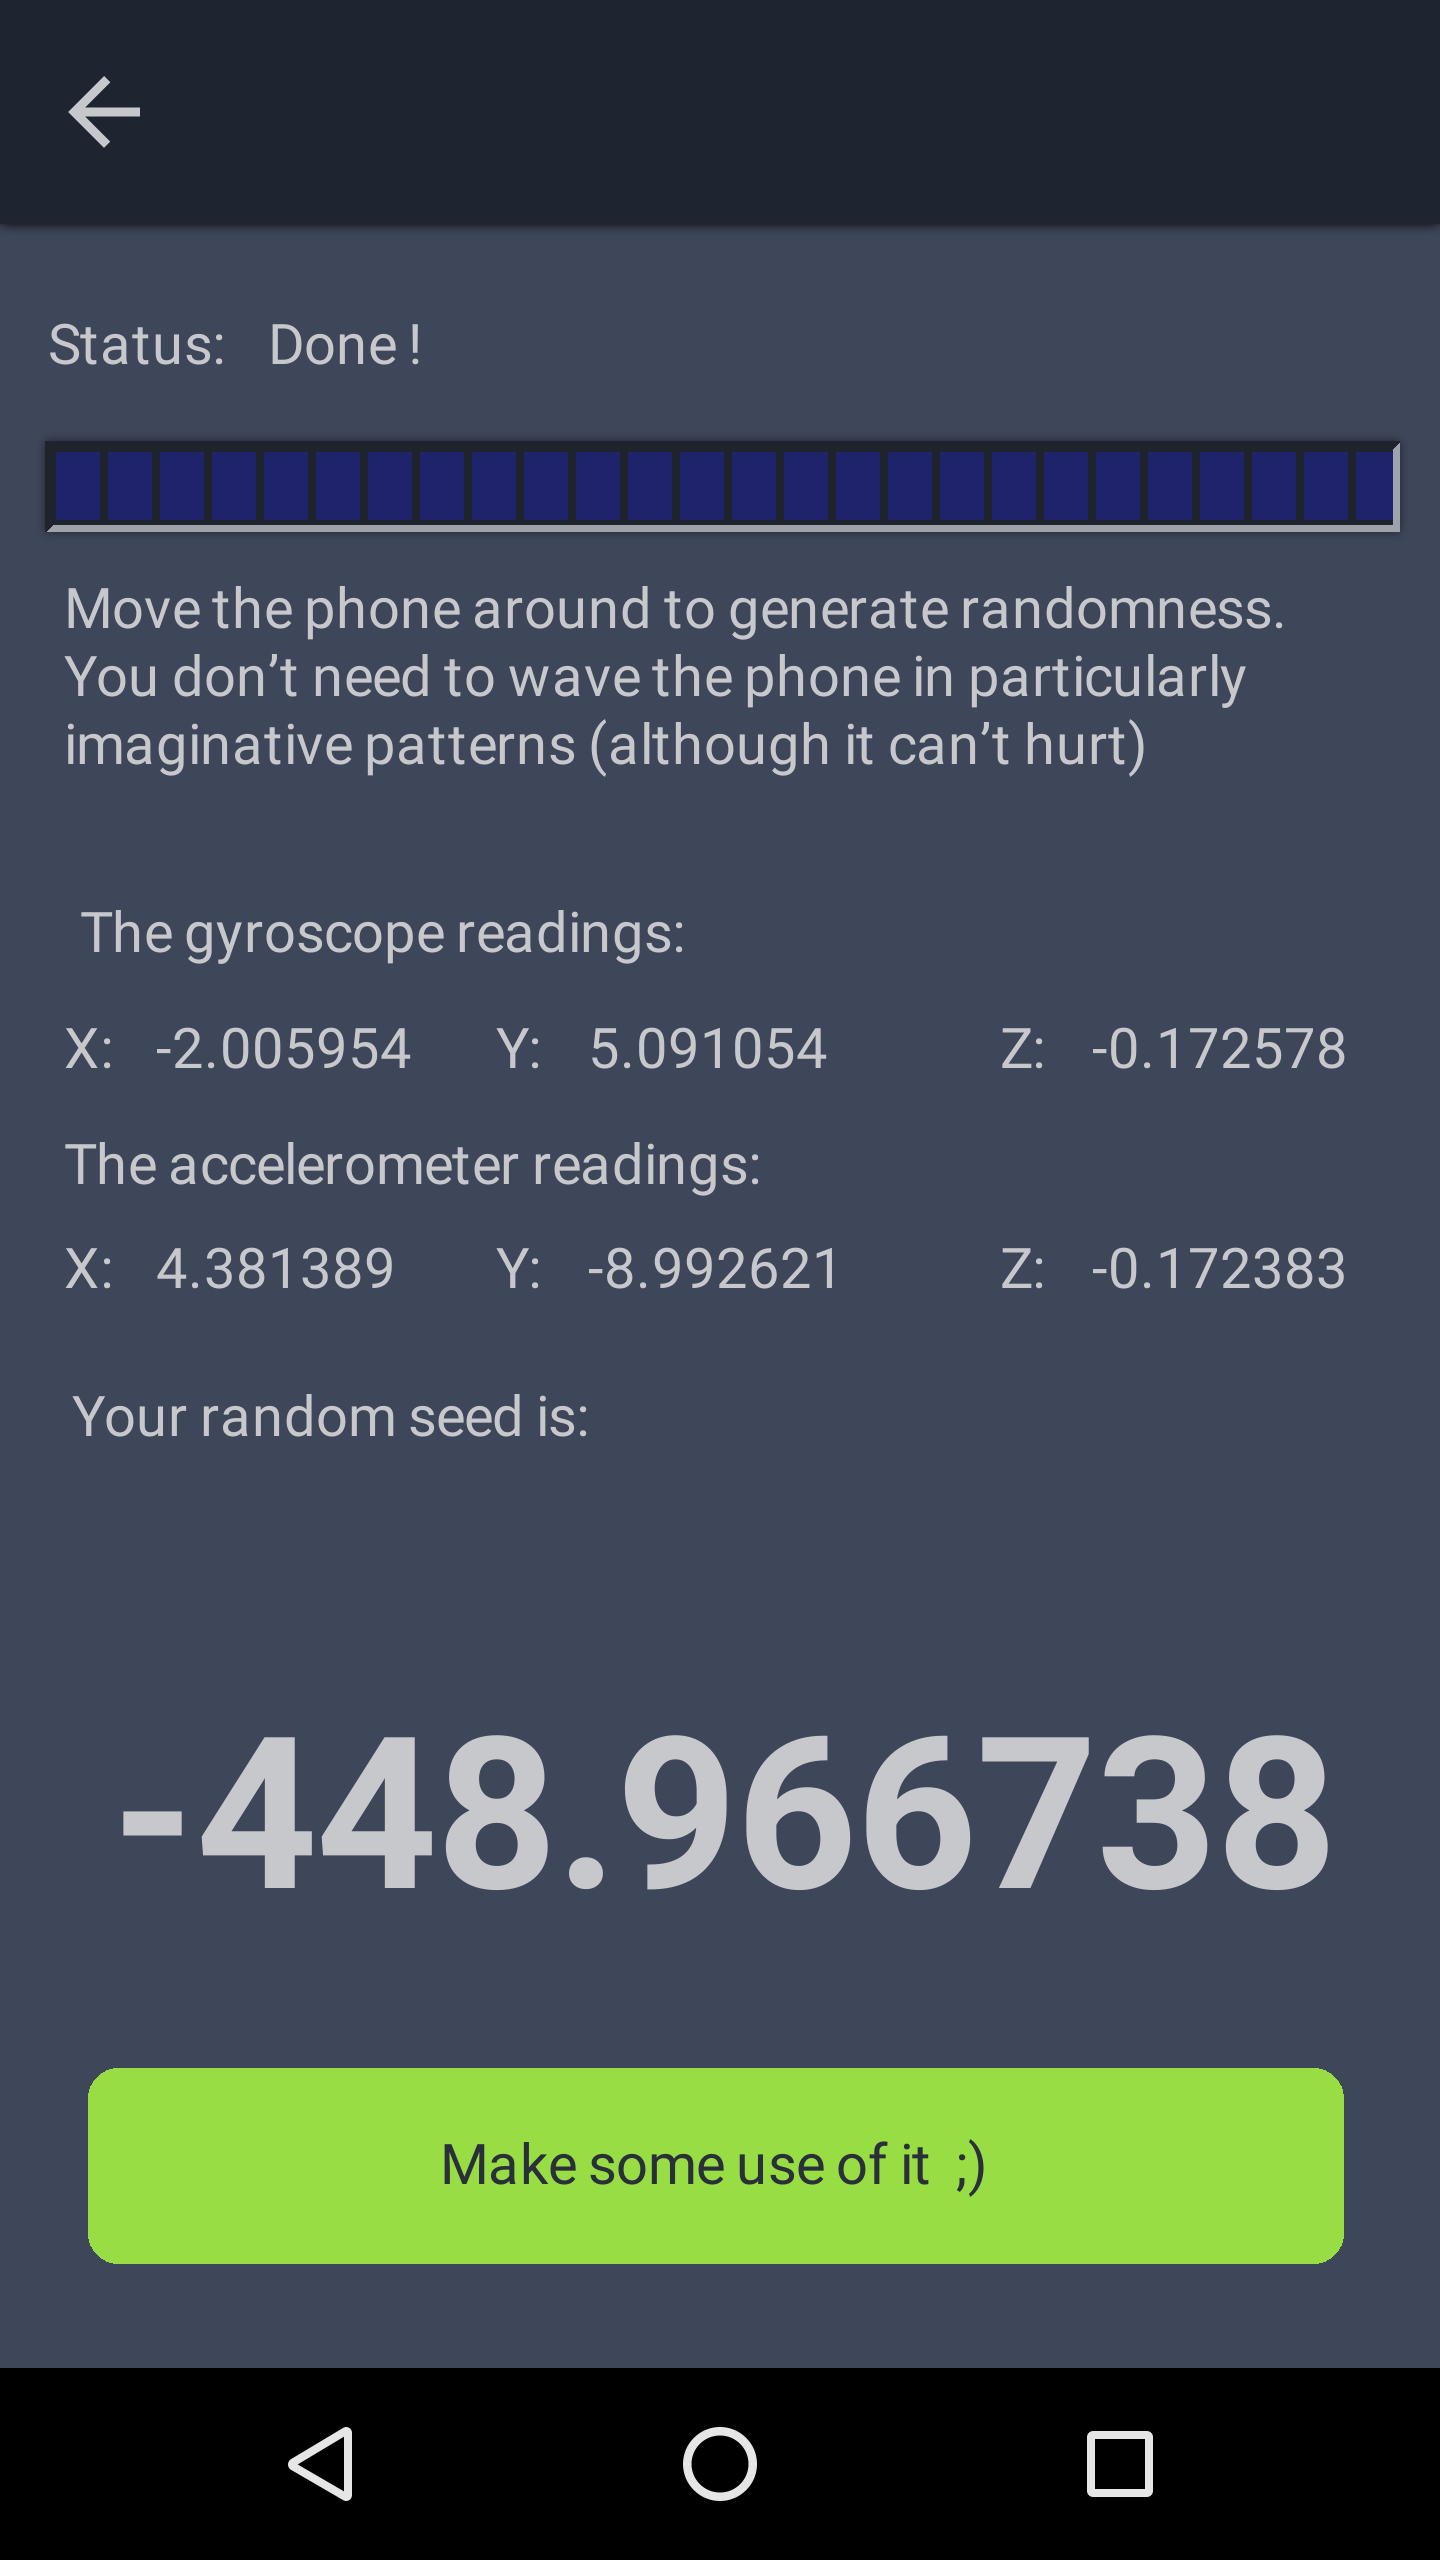 Status: Done !
Move the phone around to generate randomness.
You don’t need to wave the phone in particularly
imaginative patterns (although it can’t hurt)
The gyroscope readings:
X: -2.005954 Y: 5.091054 Z: -0.172578
The accelerometer readings:
X: 4.381389 Y: -8.992621 Z: -0.172383
Your random seed is:
-448.966738
Make some use of it ;)